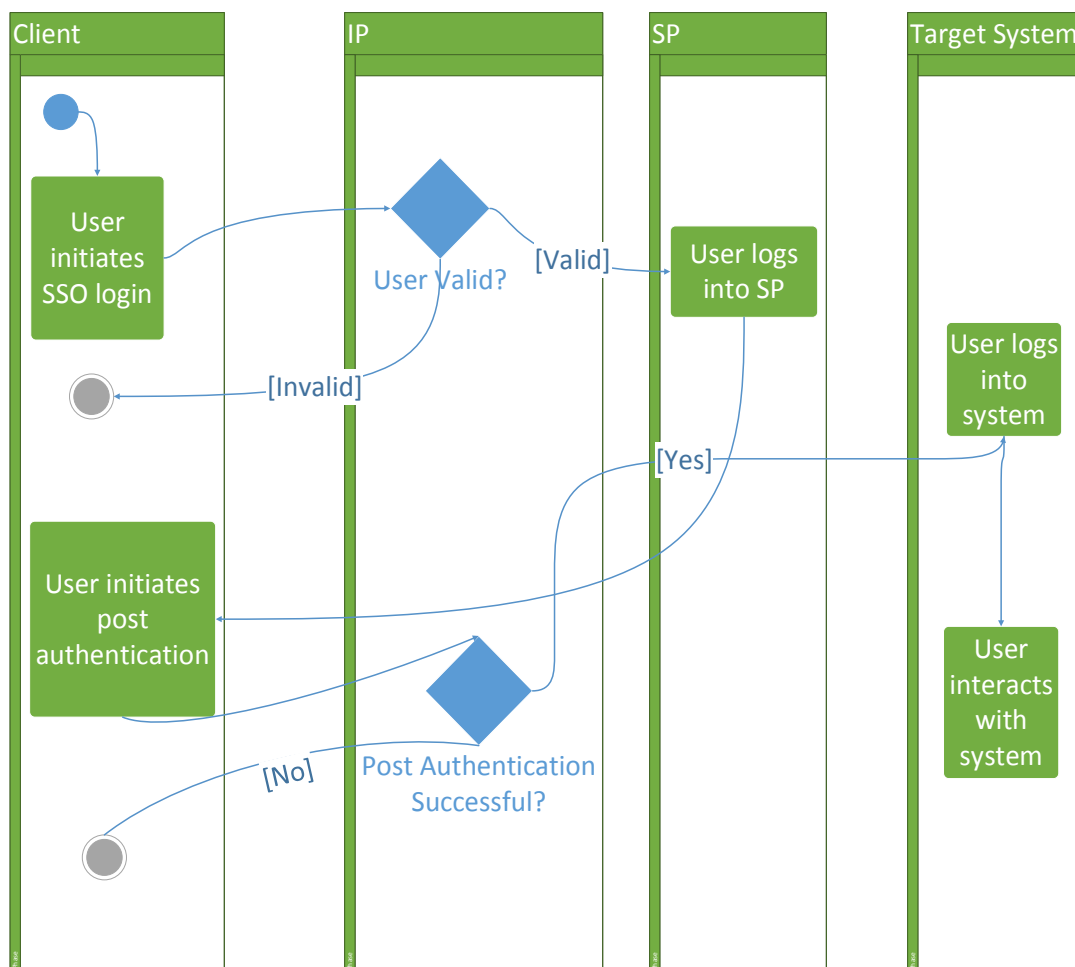 Client
IP
SP
Target System
User
initiates
SSO login
User Valid?
[Valid]
User logs
into SP
[Invalid]
User logs
into
system
[Yes]
User initiates
post
authentication
User
interacts
with
system
Post Authentication
Successful?
[No]